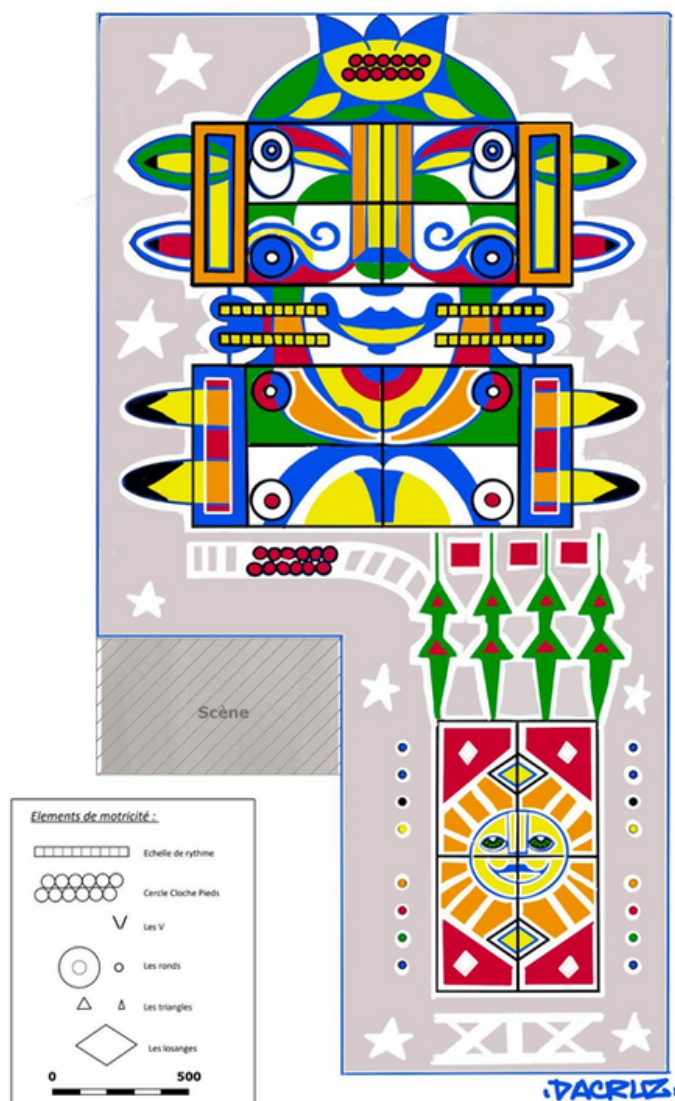 Scène
Elements de motricité :
Echelle de rythme
Cercle Cloche Pieds
Les V
Les ronds
Les triangles
Les losanges
0 500
XIX
.DACRUZ.